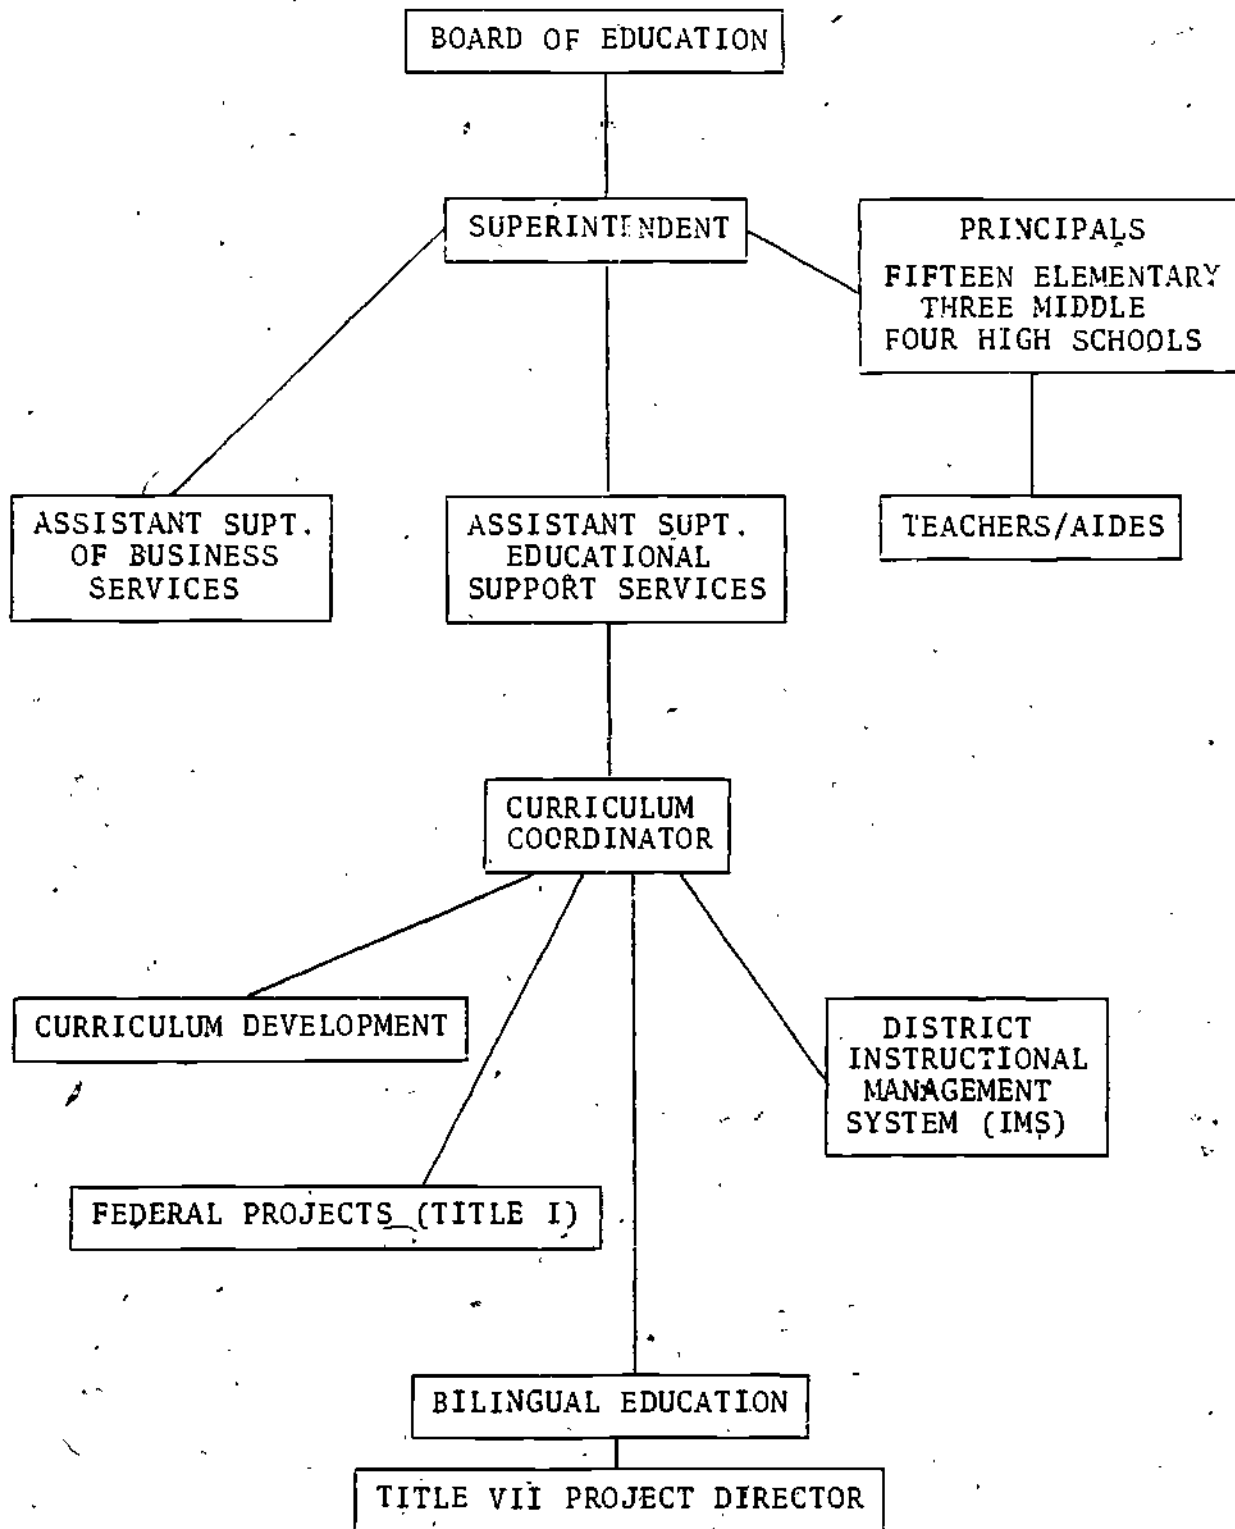 BOARD OF EDUCATION
SUPERINTENDENT
PRINCIPALS
FIFTEEN ELEMENTARY
THREE MIDDLE
FOUR HIGH SCHOOLS
ASSISTANT SUPT.
OF BUSINESS
SERVICES
ASSISTANT SUPT.
EDUCATIONAL
SUPPORT SERVICES
TEACHERS/AIDES
CURRICULUM
COORDINATOR
CURRICULUM DEVELOPMENT
DISTRICT
INSTRUCTIONAL
MANAGEMENT
SYSTEM (IMS)
FEDERAL PROJECTS (TITLE I)
BILINGUAL EDUCATION
TITLE VII PROJECT DIRECTOR